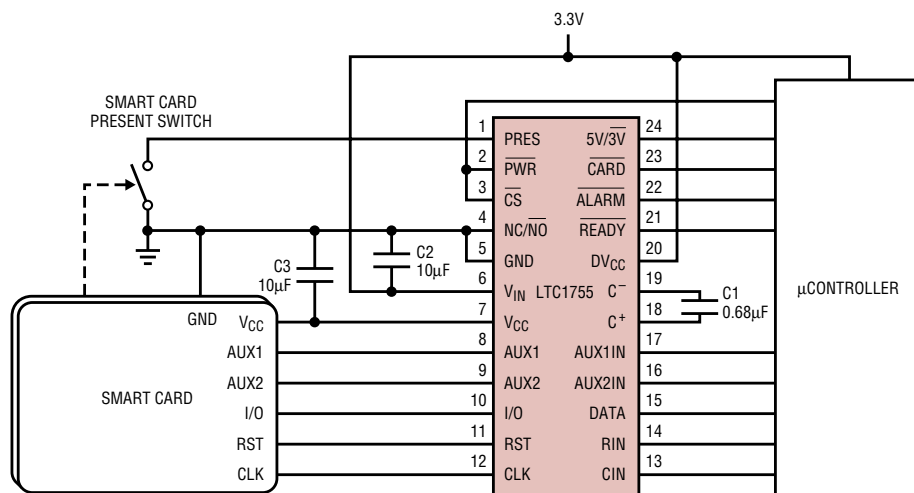 3.3V
SMART CARD
PRESENT SWITCH
1
PRES
5V/3V
24
2
PWR
CARD
23
3
CS
ALARM
22
4
NC/NO
READY
21
5
GND
DVCC
20
6
VIN
LTC1755
C–
19
7
VCC
C+
18
8
AUX1
AUX1IN
17
9
AUX2
AUX2IN
16
10
I/O
DATA
15
11
RST
RIN
14
12
CLK
CIN
13
C3
10µF
C2
10µF
C1
0.68µF
µCONTROLLER
GND
VCC
AUX1
AUX2
SMART CARD
I/O
RST
CLK